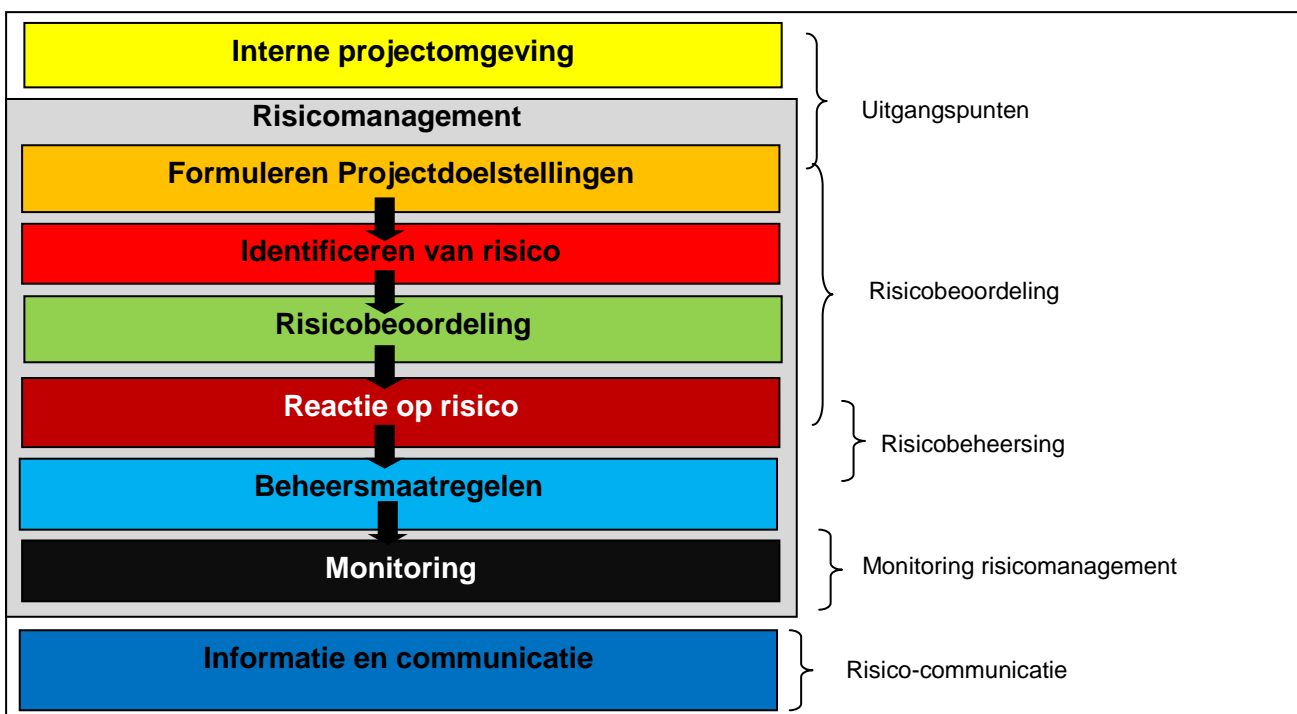 Interne projectomgeving
Uitgangspunten
Risicomanagement
Formuleren Projectdoelstellingen
Identificeren van risico
Risicobeoordeling
Risicobeoordeling
Reactie op risico
Risicobeheersing
Beheersmaatregelen
Monitoring
Monitoring risicomanagement
Informatie en communicatie
Risico-communicatie